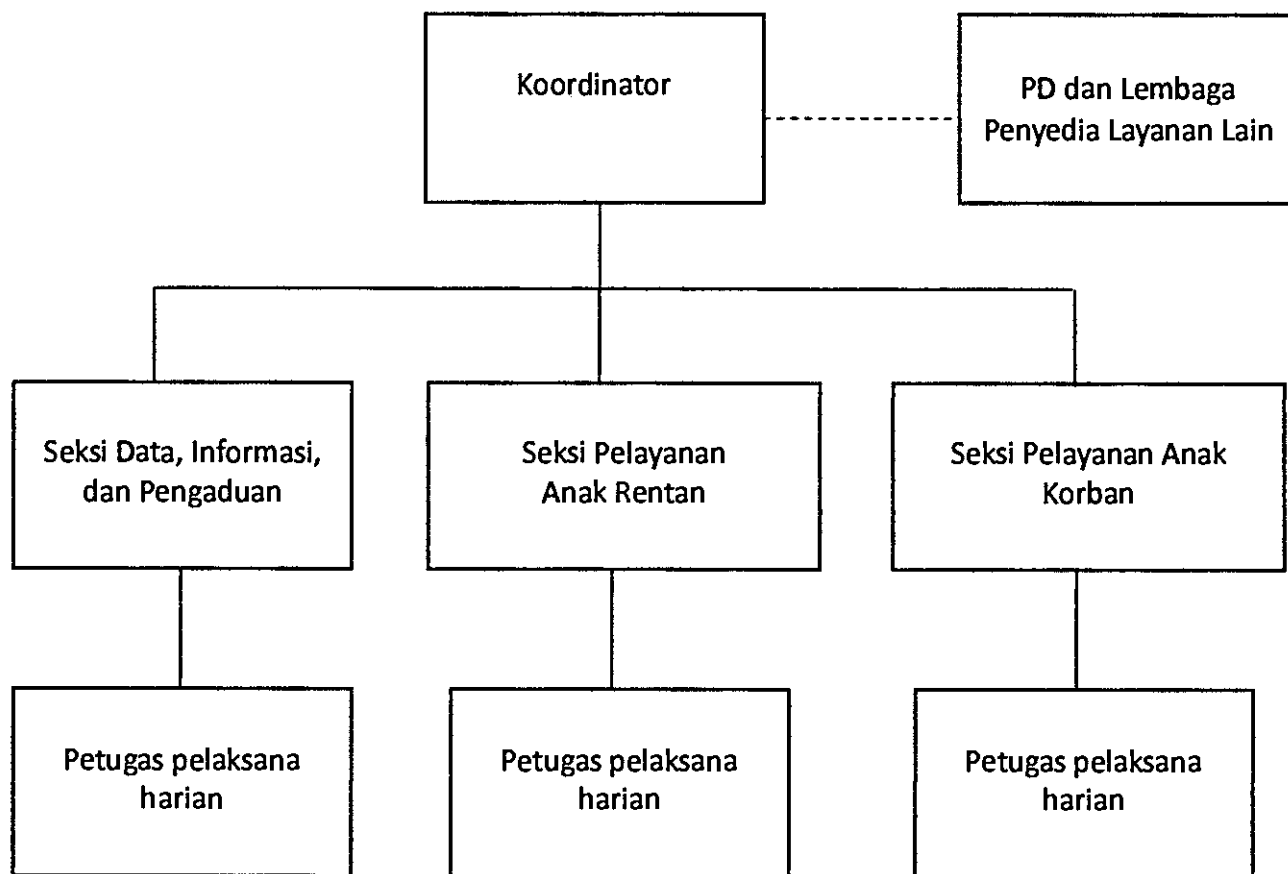 Koordinator
PD dan Lembaga
Penyedia Layanan Lain
Seksi Data, Informasi,
dan Pengaduan
Seksi Pelayanan
Anak Rentan
Seksi Pelayanan Anak
Korban
Petugas pelaksana
harian
Petugas pelaksana
harian
Petugas pelaksana
harian